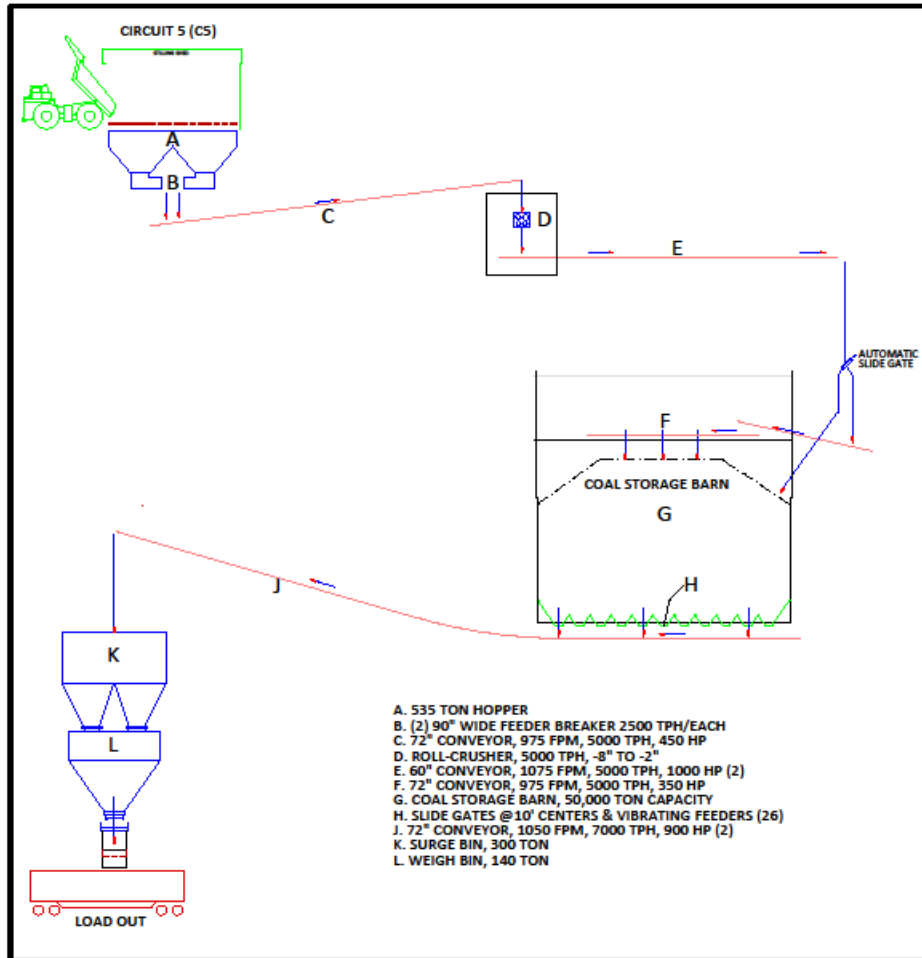 CIRCUIT 5 (C5)
A
B
C
D
E
AUTOMATIC
SLIDE GATE
F
COAL STORAGE BARN
G
H
J
K
L
LOAD OUT
A. 535 TON HOPPER
B. (2) 90" WIDE FEEDER BREAKER 2500 TPH/EACH
C. 72" CONVEYOR, 975 FPM, 5000 TPH, 450 HP
D. ROLL-CRUSHER, 5000 TPH, -8" TO -2"
E. 60" CONVEYOR, 1075 FPM, 5000 TPH, 1000 HP (2)
F. 72" CONVEYOR, 975 FPM, 5000 TPH, 350 HP
G. COAL STORAGE BARN, 50,000 TON CAPACITY
H. SLIDE GATES @10' CENTERS & VIBRATING FEEDERS (26)
J. 72" CONVEYOR, 1050 FPM, 7000 TPH, 900 HP (2)
K. SURGE BIN, 300 TON
L. WEIGH BIN, 140 TON